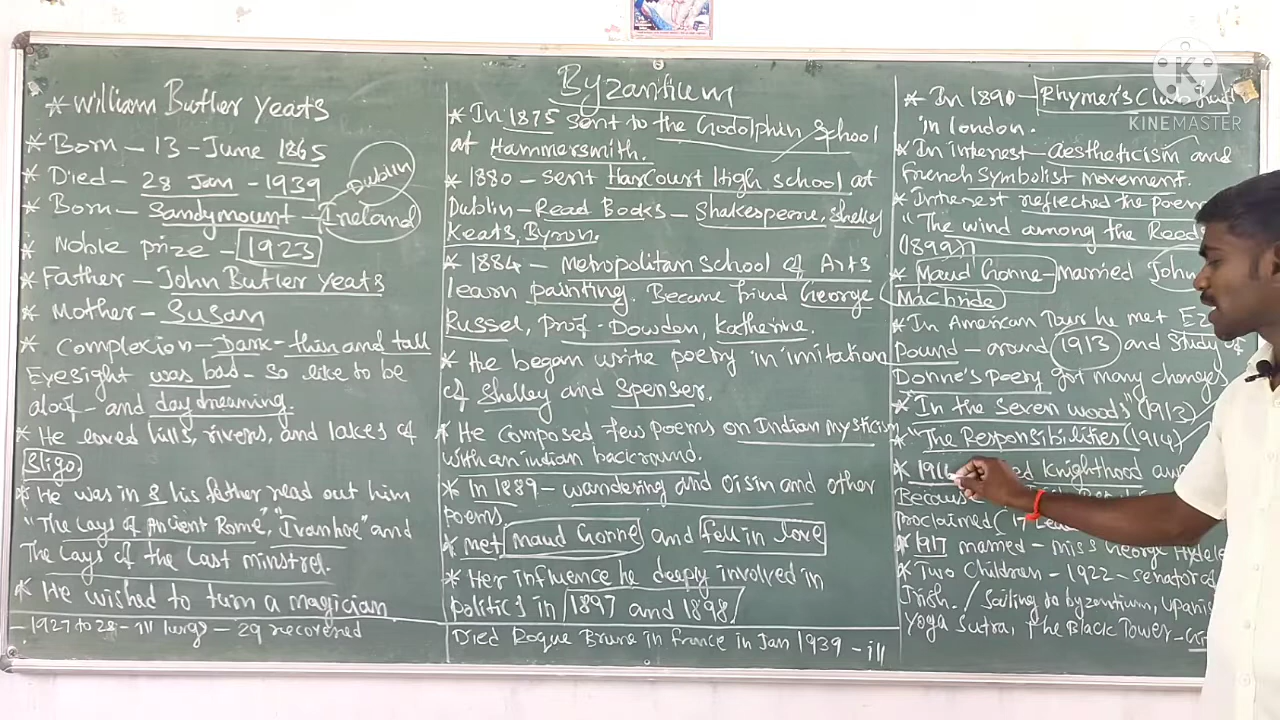 Byzantium
* William Butler Yeats
* Born - 13 - June 1865
* Died - 28 Jan - 1939
Dublin
* Born - Sandymount - Ireland
* Noble prize - 1923
* Father - John Butler Yeats
* Mother - Susan
* Complexion - Dark - thin and tall
Eyesight was bad - so like to be
aloof - and day dreaming.
* He loved hills, rivers, and lakes of
Sligo.
* He was in 8 his father read out him
"The Lays of Ancient Rome", "Ivanhoe" and
The Lays of the Last minstrel.
* He wished to turn a magician
- 1927 to 28 - ill lungs - 29 recovered
* In 1875 sent to the Godolphin School
at Hammersmith.
* 1880 - sent Harcourt High school at
Dublin - Read Books - Shakespeare, Shelley
Keats, Byron.
* 1884 - Metropolitan school of Arts
learn painting. Became friend George
Russel, prof - Dowden, Katherine.
* He began write poetry in imitation
of Shelley and Spenser.
* He composed few poems on Indian mysticism
with an indian background.
* In 1889 - wandering and oisin and other
poems
* met maud Gonne and fell in love
* Her influence he deeply involved in
politics in 1897 and 1898
Died Roque Brune in france in Jan 1939 - ill
* In 1890 - Rhymer's Club
in london.
* In interest - aestheticism and
french symbolist movement.
* Interest reflected the poem
"The wind among the Reeds"
(1899)
* Maud Gonne - married John
MacBride
* In American Tour he met
Pound - around 1913 and study of
Donne's poetry got many changes
* "In the seven woods" (1913)
* "The Responsibilities (1914)
* 1916 knighthood
proclaimed
* 1917 married - miss George Hyde
* Two Children - 1922 - senator of
Irish. / Sailing to byzantium,
Yoga sutra, The Black Tower -
KINEMASTER